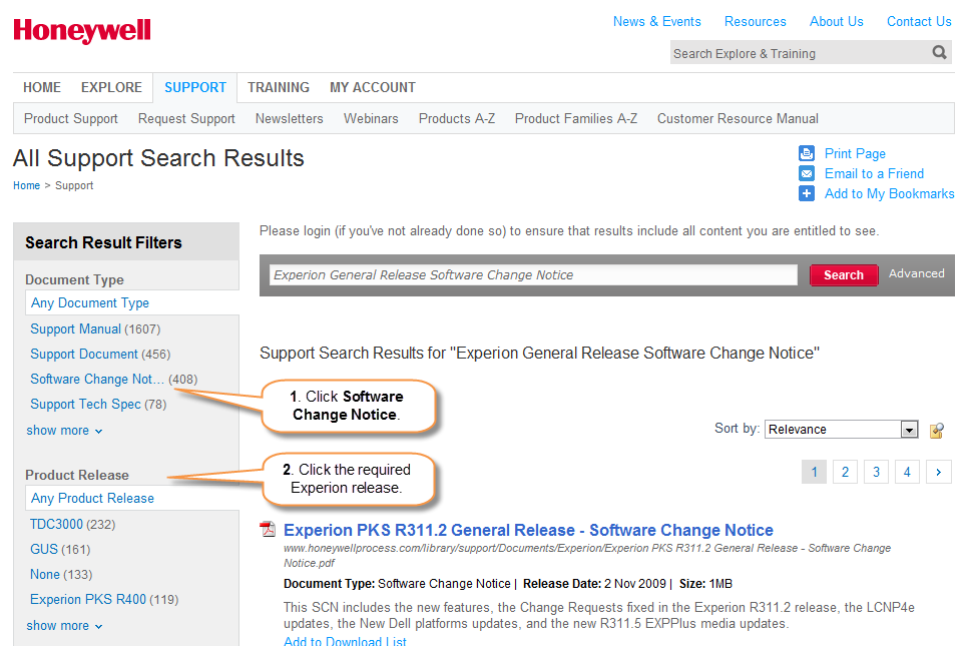 Honeywell
News & Events Resources About Us Contact Us
Search Explore & Training
HOME EXPLORE SUPPORT TRAINING MY ACCOUNT
Product Support Request Support Newsletters Webinars Products A-Z Product Families A-Z Customer Resource Manual
All Support Search Results
Home > Support
Print Page
Email to a Friend
Add to My Bookmarks
Search Result Filters
Document Type
Any Document Type
Support Manual (1607)
Support Document (456)
Software Change Not... (408)
Support Tech Spec (78)
show more
Product Release
Any Product Release
TDC3000 (232)
GUS (161)
None (133)
Experion PKS R400 (119)
show more
1. Click Software
Change Notice.
2. Click the required
Experion release.
Please login (if you've not already done so) to ensure that results include all content you are entitled to see.
Experion General Release Software Change Notice
Search Advanced
Support Search Results for "Experion General Release Software Change Notice"
Sort by: Relevance
1 2 3 4 >
Experion PKS R311.2 General Release - Software Change Notice
www.honeywellprocess.com/library/support/Documents/Experion/Experion PKS R311.2 General Release - Software Change
Notice.pdf
Document Type: Software Change Notice | Release Date: 2 Nov 2009 | Size: 1MB
This SCN includes the new features, the Change Requests fixed in the Experion R311.2 release, the LCNP4e
updates, the New Dell platforms updates, and the new R311.5 EXPPlus media updates.
Add to Download List